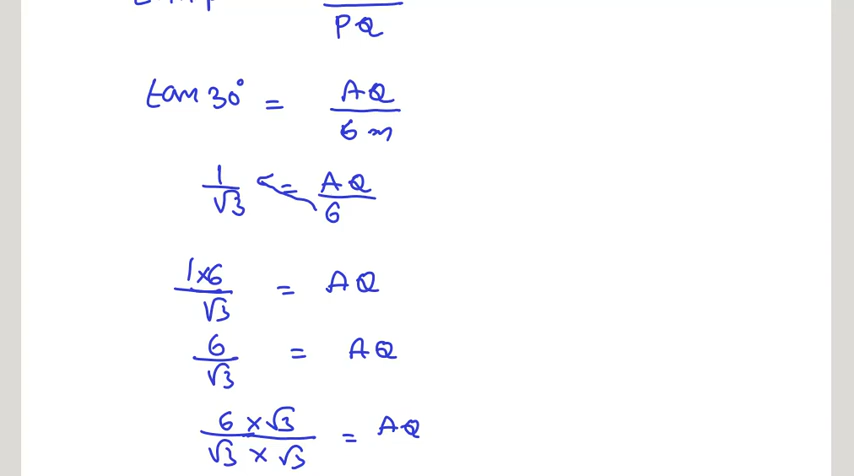 PQ
tan 30° = AQ / 6 m
1/√3 = AQ/6
1×6/√3 = AQ
6/√3 = AQ
6 × √3 / √3 × √3 = AQ